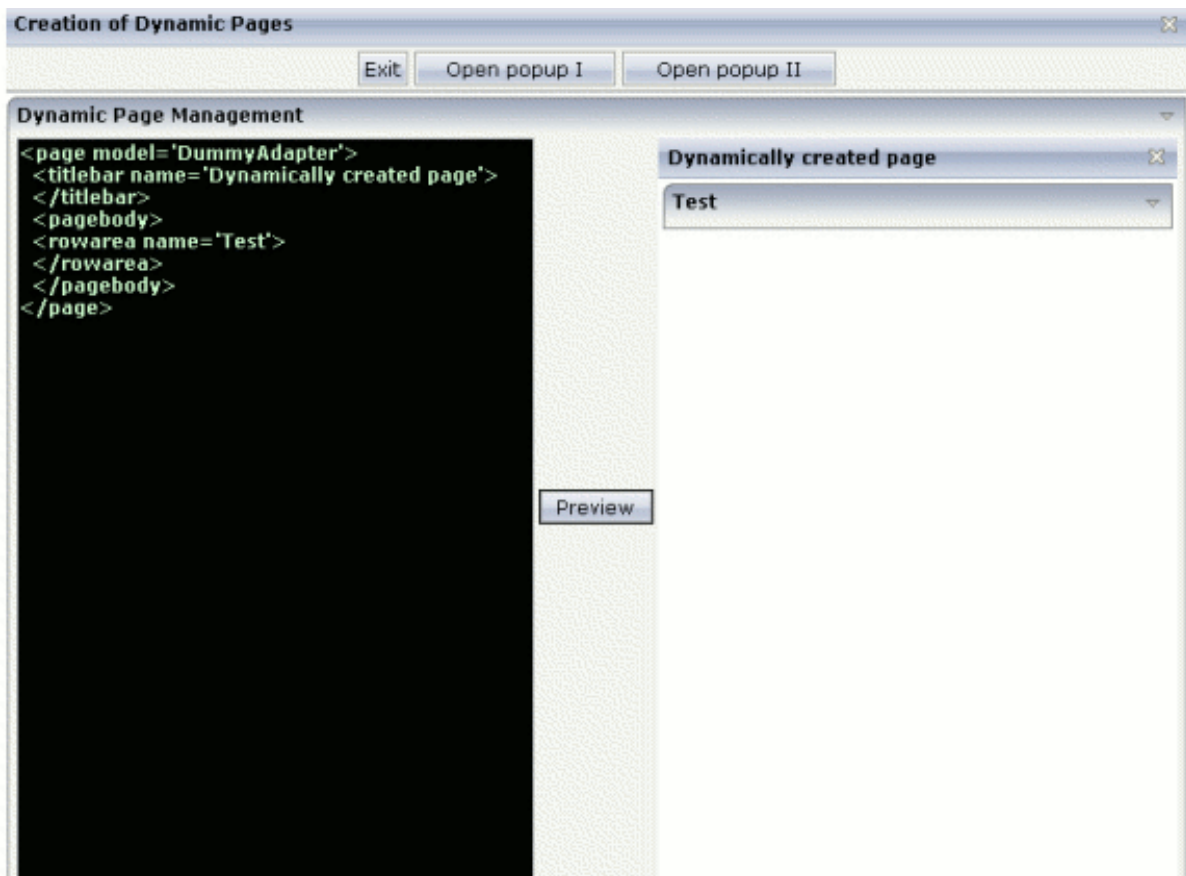 Creation of Dynamic Pages
Exit Open popup I Open popup II
Dynamic Page Management
<page model='DummyAdapter'>
<titlebar name='Dynamically created page'>
</titlebar>
<pagebody>
<rowarea name='Test'>
</rowarea>
</pagebody>
</page>
Preview
Dynamically created page
Test